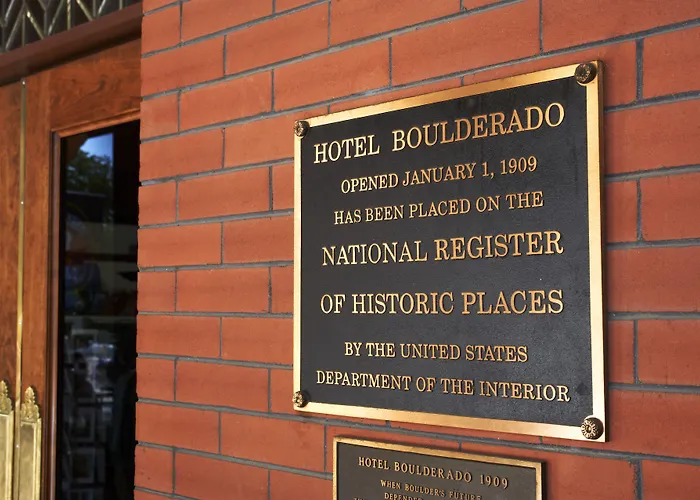 HOTEL BOULDERADO
OPENED JANUARY 1, 1909
HAS BEEN PLACED ON THE
NATIONAL REGISTER
OF HISTORIC PLACES
BY THE UNITED STATES
DEPARTMENT OF THE INTERIOR
HOTEL BOULDERADO 1909
WHEN BOULDER'S FUTURE